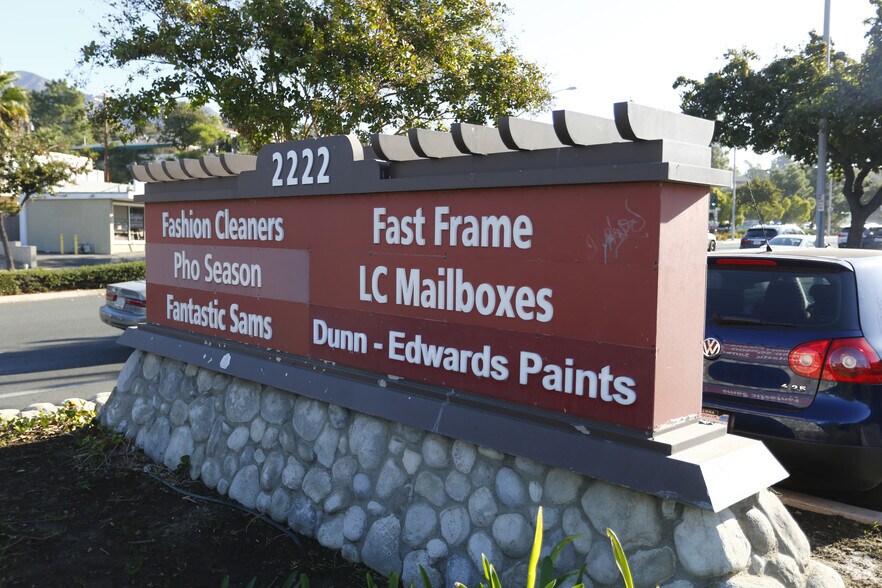 2222
Fashion Cleaners
Pho Season
Fantastic Sams
Fast Frame
LC Mailboxes
Dunn - Edwards Paints